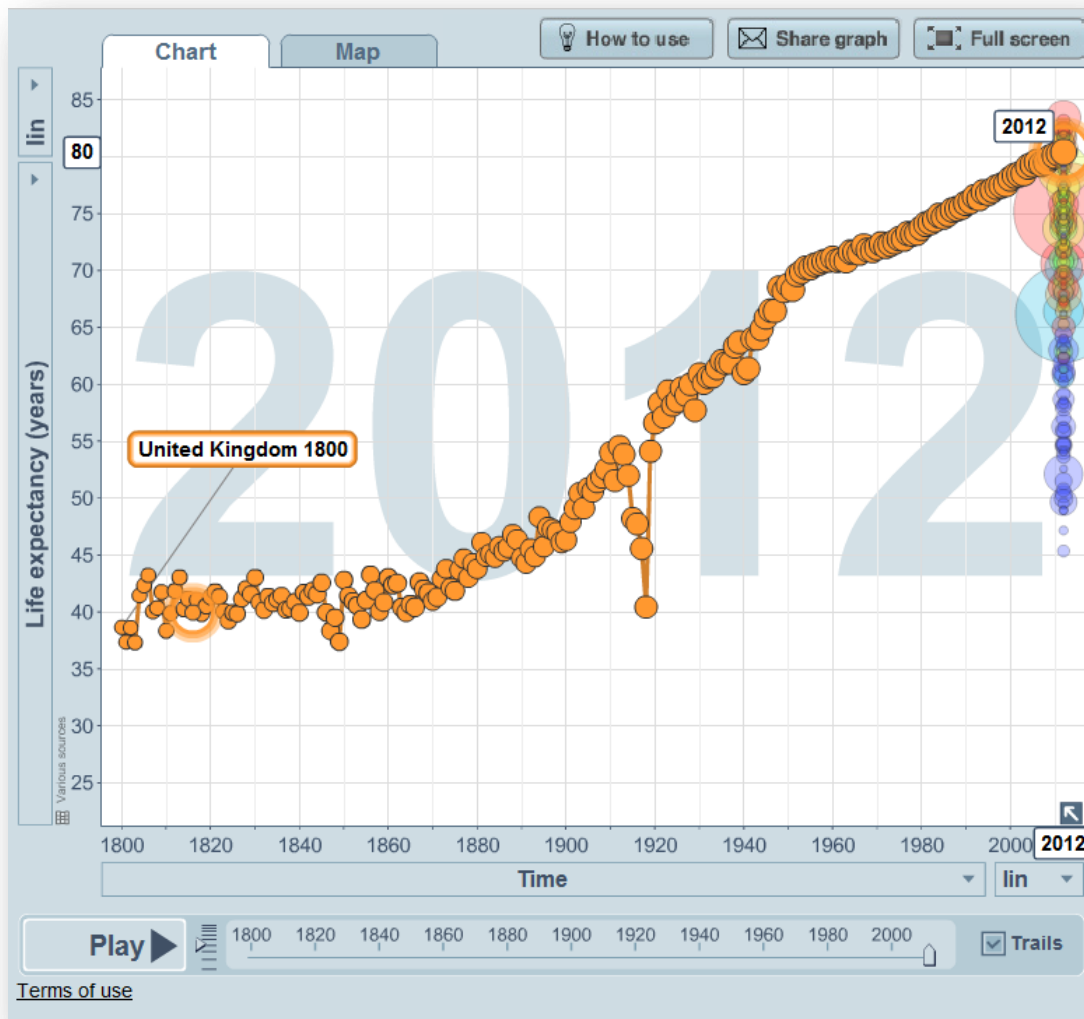 How to use
Share graph
Full screen
Chart
Map
lin
85
80
75
70
65
60
55
50
45
40
35
30
25
Life expectancy (years)
Various sources
2012
2012
United Kingdom 1800
1800 1820 1840 1860 1880 1900 1920 1940 1960 1980 2000 2012
Time
lin
Play
1800 1820 1840 1860 1880 1900 1920 1940 1960 1980 2000
Trails
Terms of use